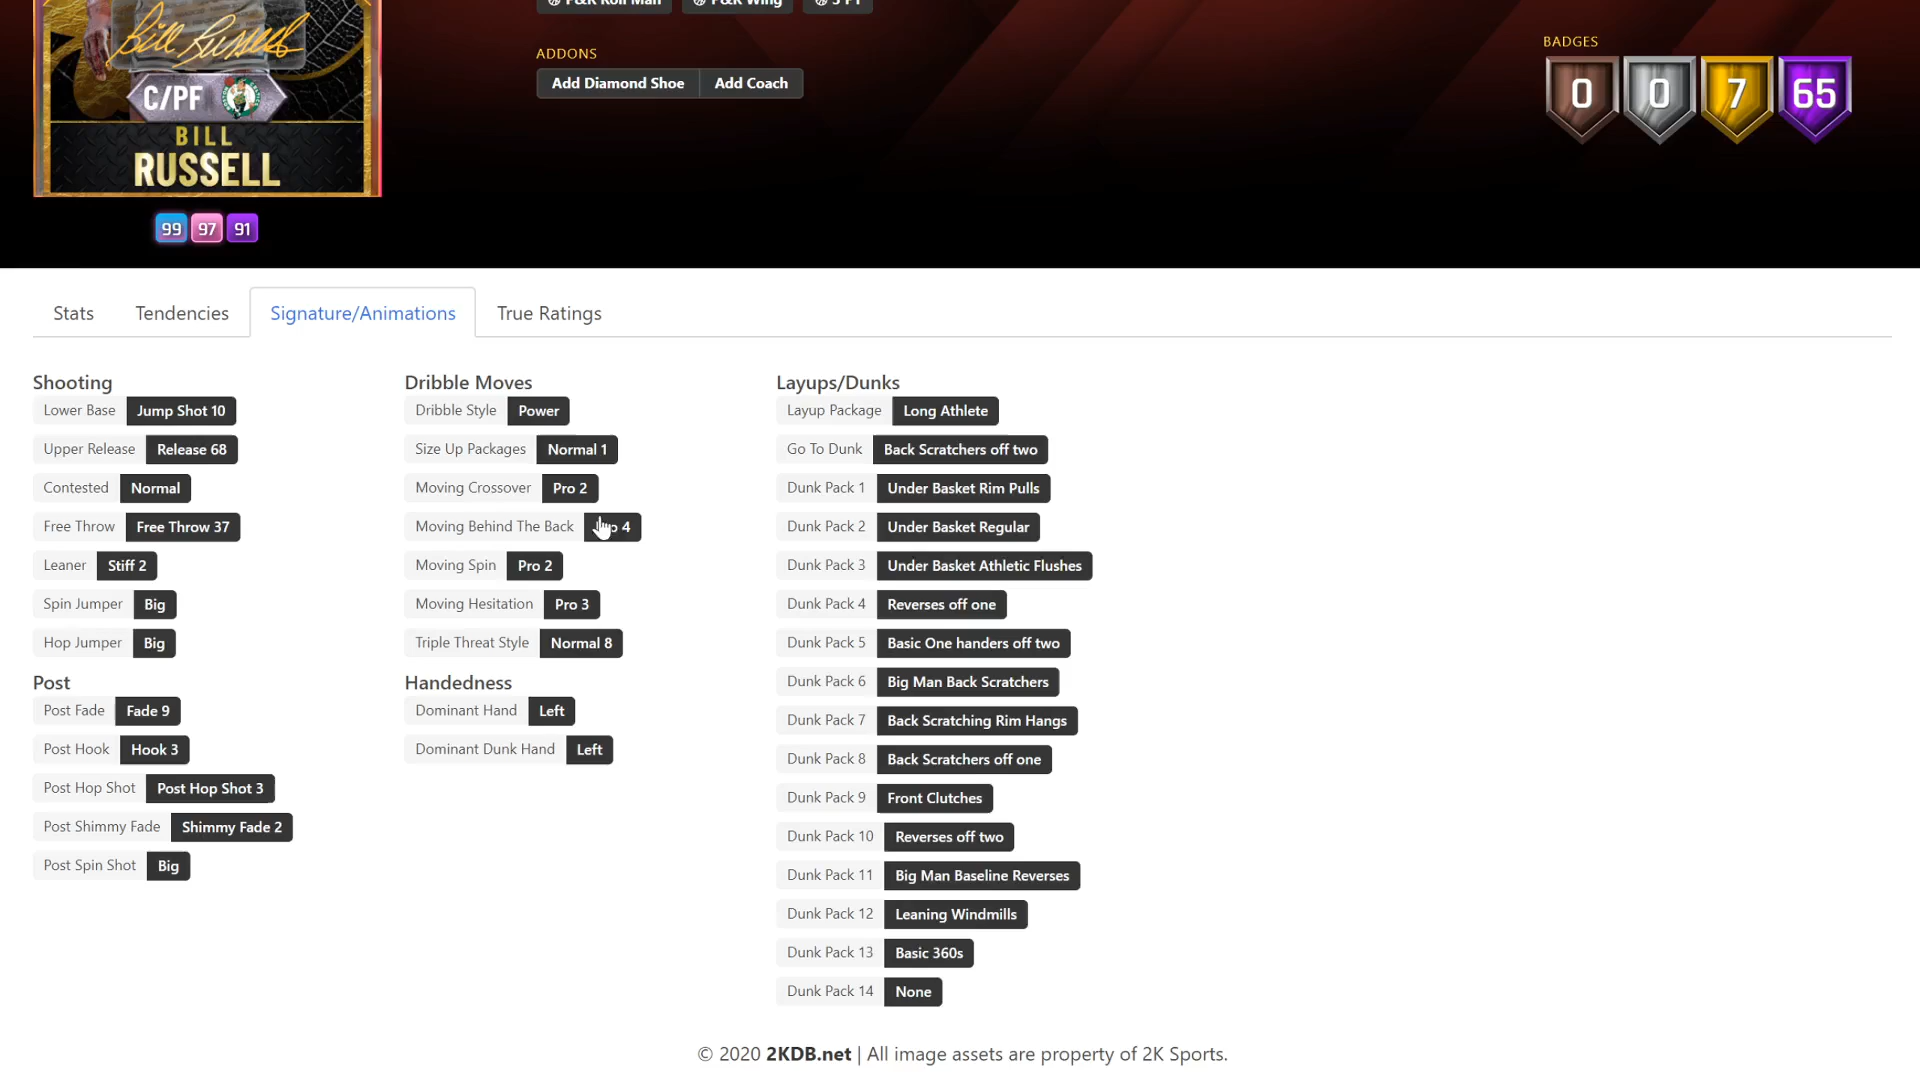 Bill Russell
C/PF
BILL
RUSSELL
99 97 91
P&R Roll Man P&R Wing 3 PT
ADDONS
Add Diamond Shoe Add Coach
BADGES
0 0 7 65
Stats Tendencies Signature/Animations True Ratings
Shooting
Lower Base Jump Shot 10
Upper Release Release 68
Contested Normal
Free Throw Free Throw 37
Leaner Stiff 2
Spin Jumper Big
Hop Jumper Big
Post
Post Fade Fade 9
Post Hook Hook 3
Post Hop Shot Post Hop Shot 3
Post Shimmy Fade Shimmy Fade 2
Post Spin Shot Big
Dribble Moves
Dribble Style Power
Size Up Packages Normal 1
Moving Crossover Pro 2
Moving Behind The Back 4
Moving Spin Pro 2
Moving Hesitation Pro 3
Triple Threat Style Normal 8
Handedness
Dominant Hand Left
Dominant Dunk Hand Left
Layups/Dunks
Layup Package Long Athlete
Go To Dunk Back Scratchers off two
Dunk Pack 1 Under Basket Rim Pulls
Dunk Pack 2 Under Basket Regular
Dunk Pack 3 Under Basket Athletic Flushes
Dunk Pack 4 Reverses off one
Dunk Pack 5 Basic One handers off two
Dunk Pack 6 Big Man Back Scratchers
Dunk Pack 7 Back Scratching Rim Hangs
Dunk Pack 8 Back Scratchers off one
Dunk Pack 9 Front Clutches
Dunk Pack 10 Reverses off two
Dunk Pack 11 Big Man Baseline Reverses
Dunk Pack 12 Leaning Windmills
Dunk Pack 13 Basic 360s
Dunk Pack 14 None
© 2020 2KDB.net | All image assets are property of 2K Sports.